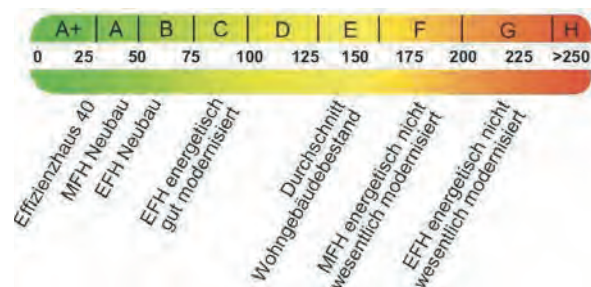 A+ A B C D E F G H
0 25 50 75 100 125 150 175 200 225 >250
Effizienzhaus 40
MFH Neubau
EFH Neubau
EFH energetisch
gut modernisiert
Durchschnitt
Wohngebäudebestand
MFH energetisch nicht
wesentlich modernisiert
EFH energetisch nicht
wesentlich modernisiert